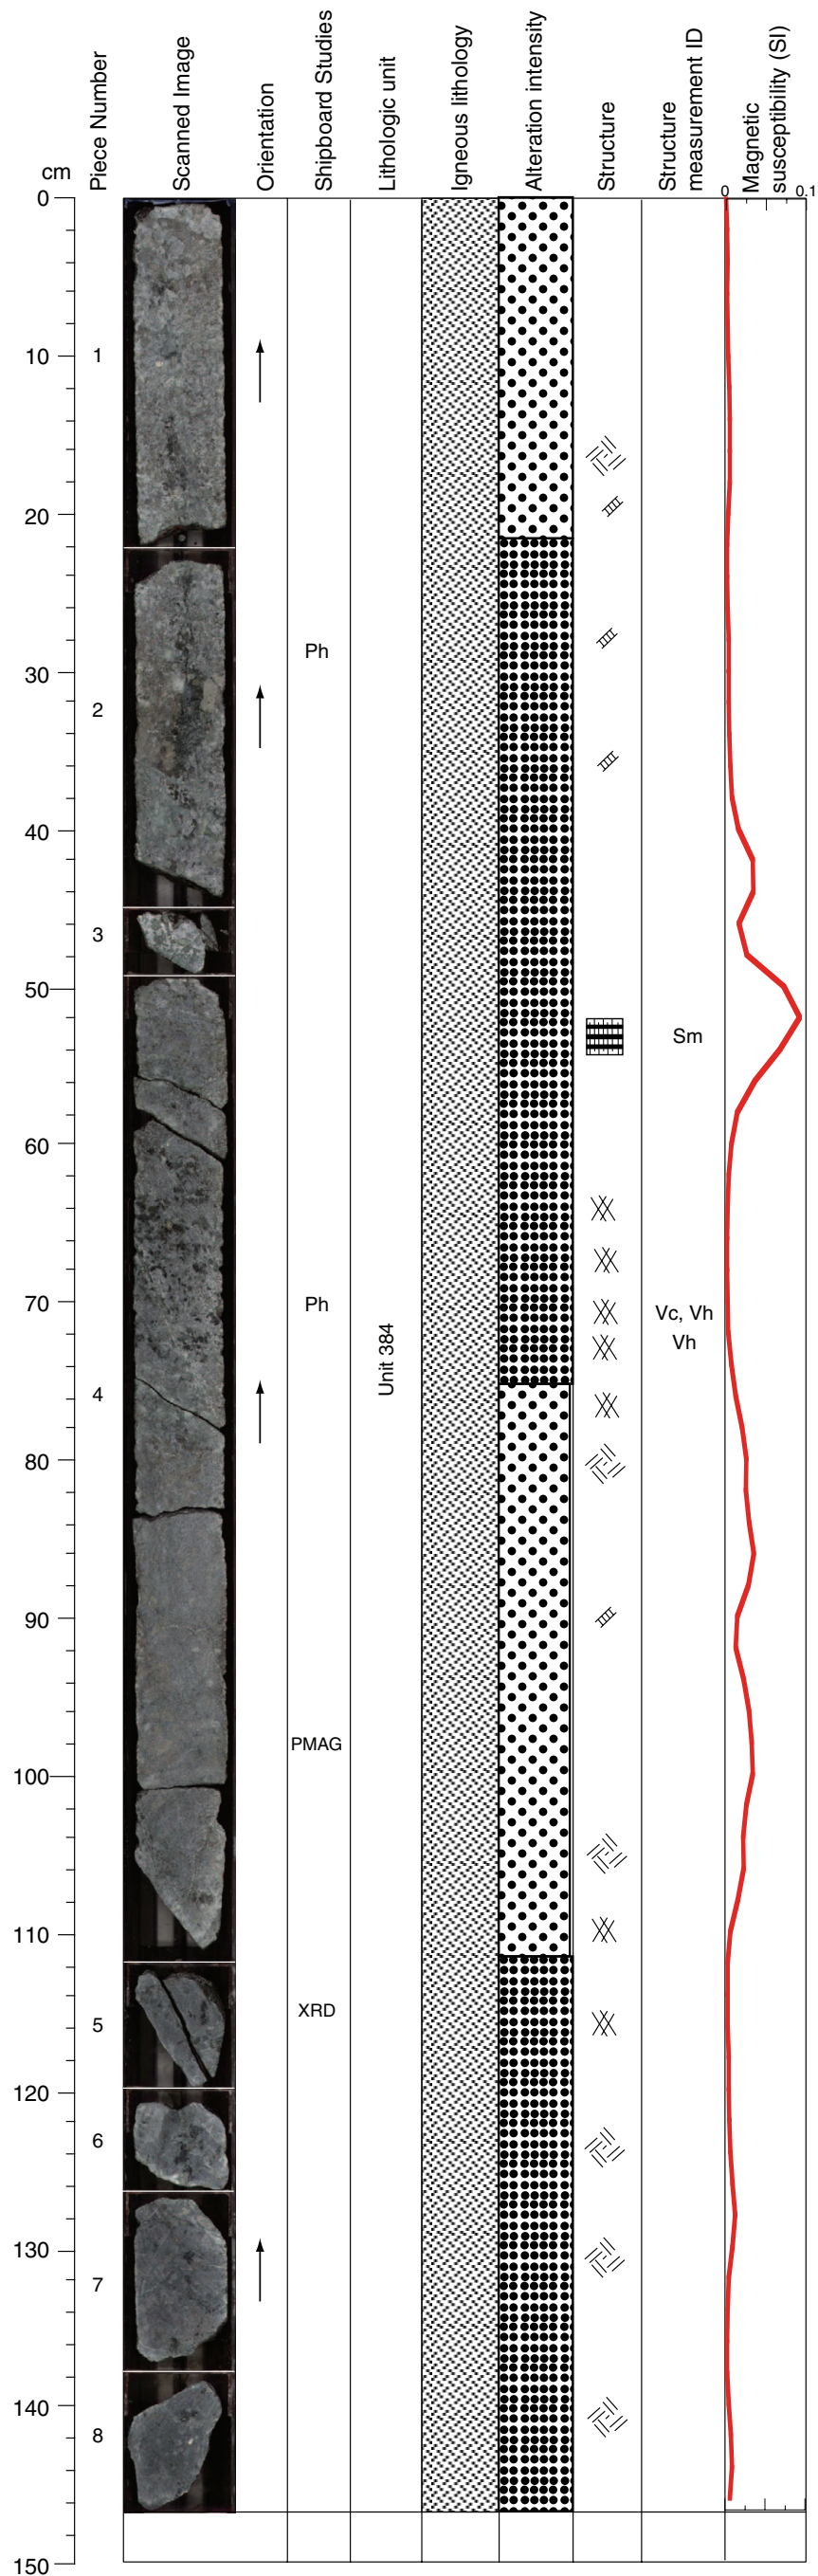 cm
Piece Number
Scanned Image
Orientation
Shipboard Studies
Lithologic unit
Igneous lithology
Alteration intensity
Structure
Structure
measurement ID
Magnetic
susceptibility (SI)
0 0.1
0
10
20
30
40
50
60
70
80
90
100
110
120
130
140
150
1
2
3
4
5
6
7
8
Ph
Ph
PMAG
XRD
Unit 384
Sm
Vc, Vh
Vh